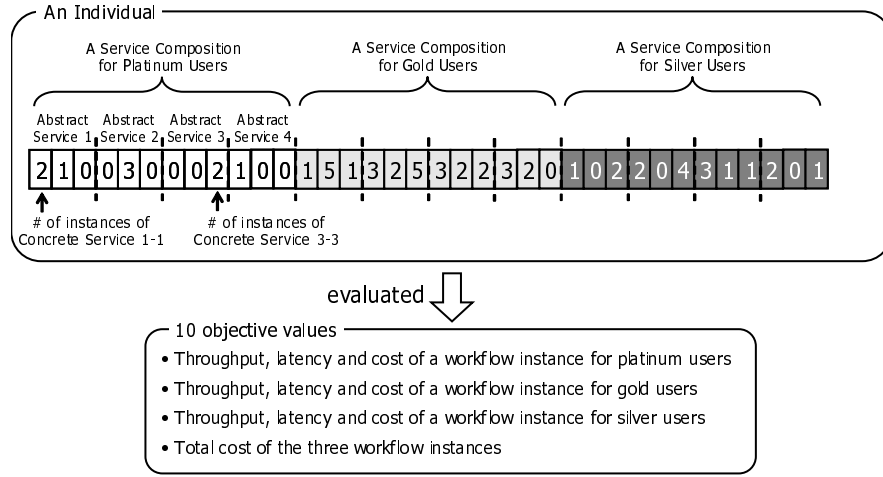 An Individual
A Service Composition
for Platinum Users
A Service Composition
for Gold Users
A Service Composition
for Silver Users
Abstract
Service 1
Abstract
Service 2
Abstract
Service 3
Abstract
Service 4
2 1 0 0 3 0 0 0 2 1 0 0 1 5 1 3 2 5 3 2 2 3 2 0 1 0 2 2 0 4 3 1 1 2 0 1
# of instances of
Concrete Service 1-1
# of instances of
Concrete Service 3-3
evaluated
10 objective values
• Throughput, latency and cost of a workflow instance for platinum users
• Throughput, latency and cost of a workflow instance for gold users
• Throughput, latency and cost of a workflow instance for silver users
• Total cost of the three workflow instances